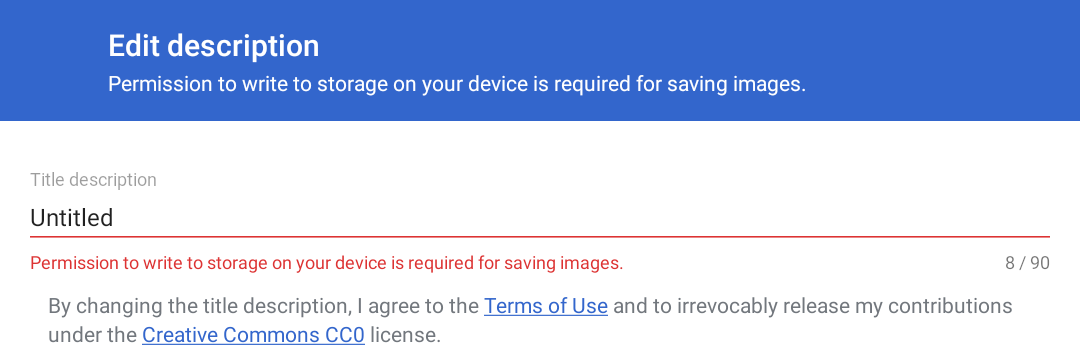 Edit description
Permission to write to storage on your device is required for saving images.
Title description
Untitled
Permission to write to storage on your device is required for saving images.
8 / 90
By changing the title description, I agree to the Terms of Use and to irrevocably release my contributions
under the Creative Commons CC0 license.